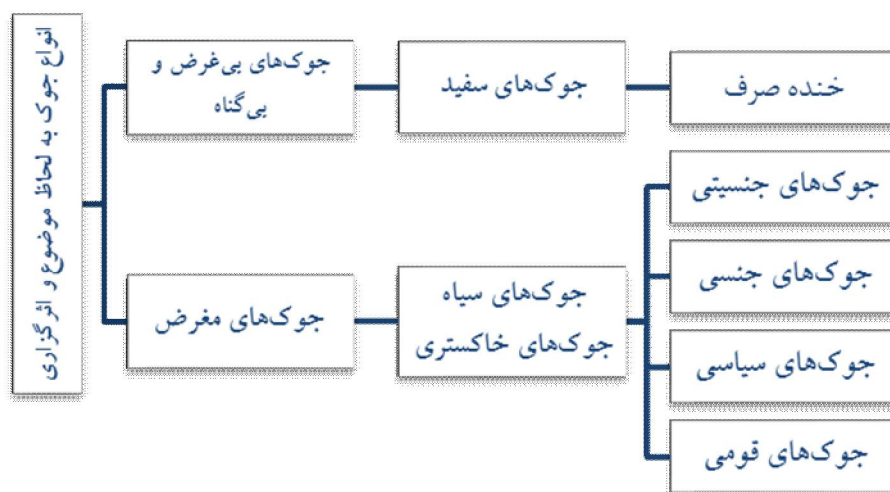 انواع جوک به لحاظ موضوع و اثرگزاری
جوک‌های بی‌غرض و
بی‌گناه
جوک‌های سفید
خنده صرف
جوک‌های مغرض
جوک‌های سیاه
جوک‌های خاکستری
جوک‌های جنسیتی
جوک‌های جنسی
جوک‌های سیاسی
جوک‌های قومی